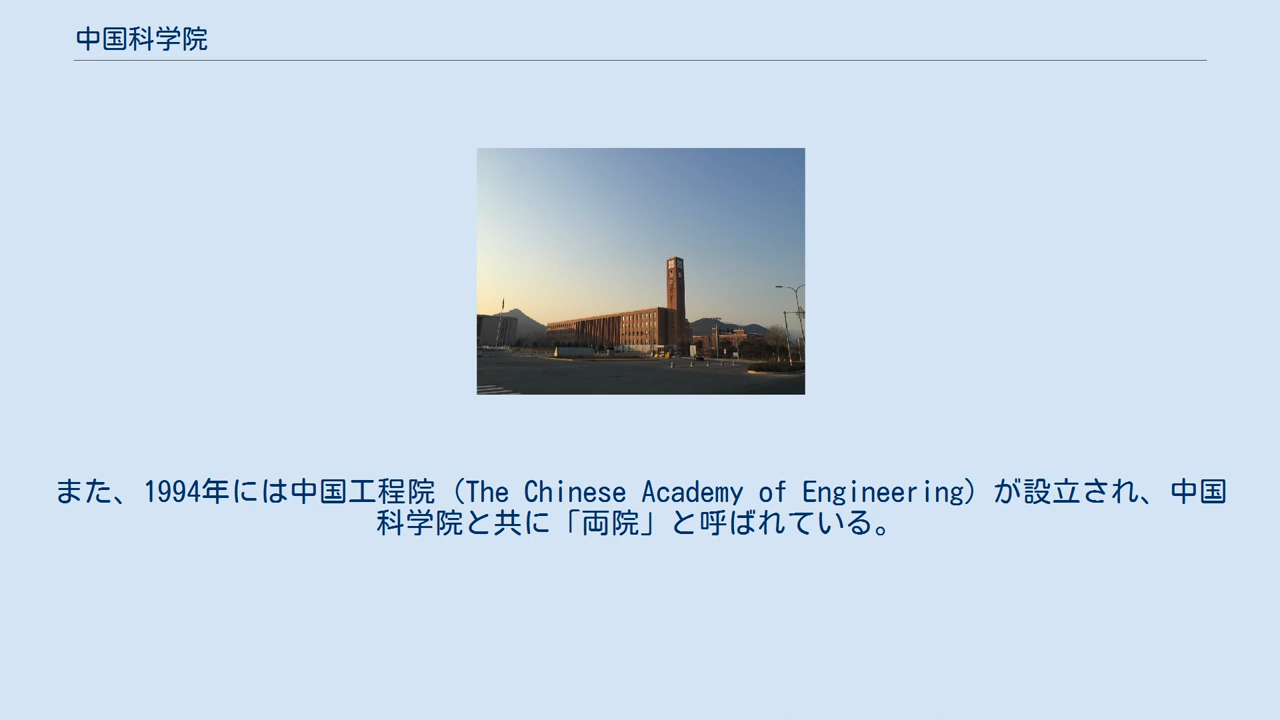 中国科学院
また、1994年には中国工程院（The Chinese Academy of Engineering）が設立され、中国
科学院と共に「両院」と呼ばれている。